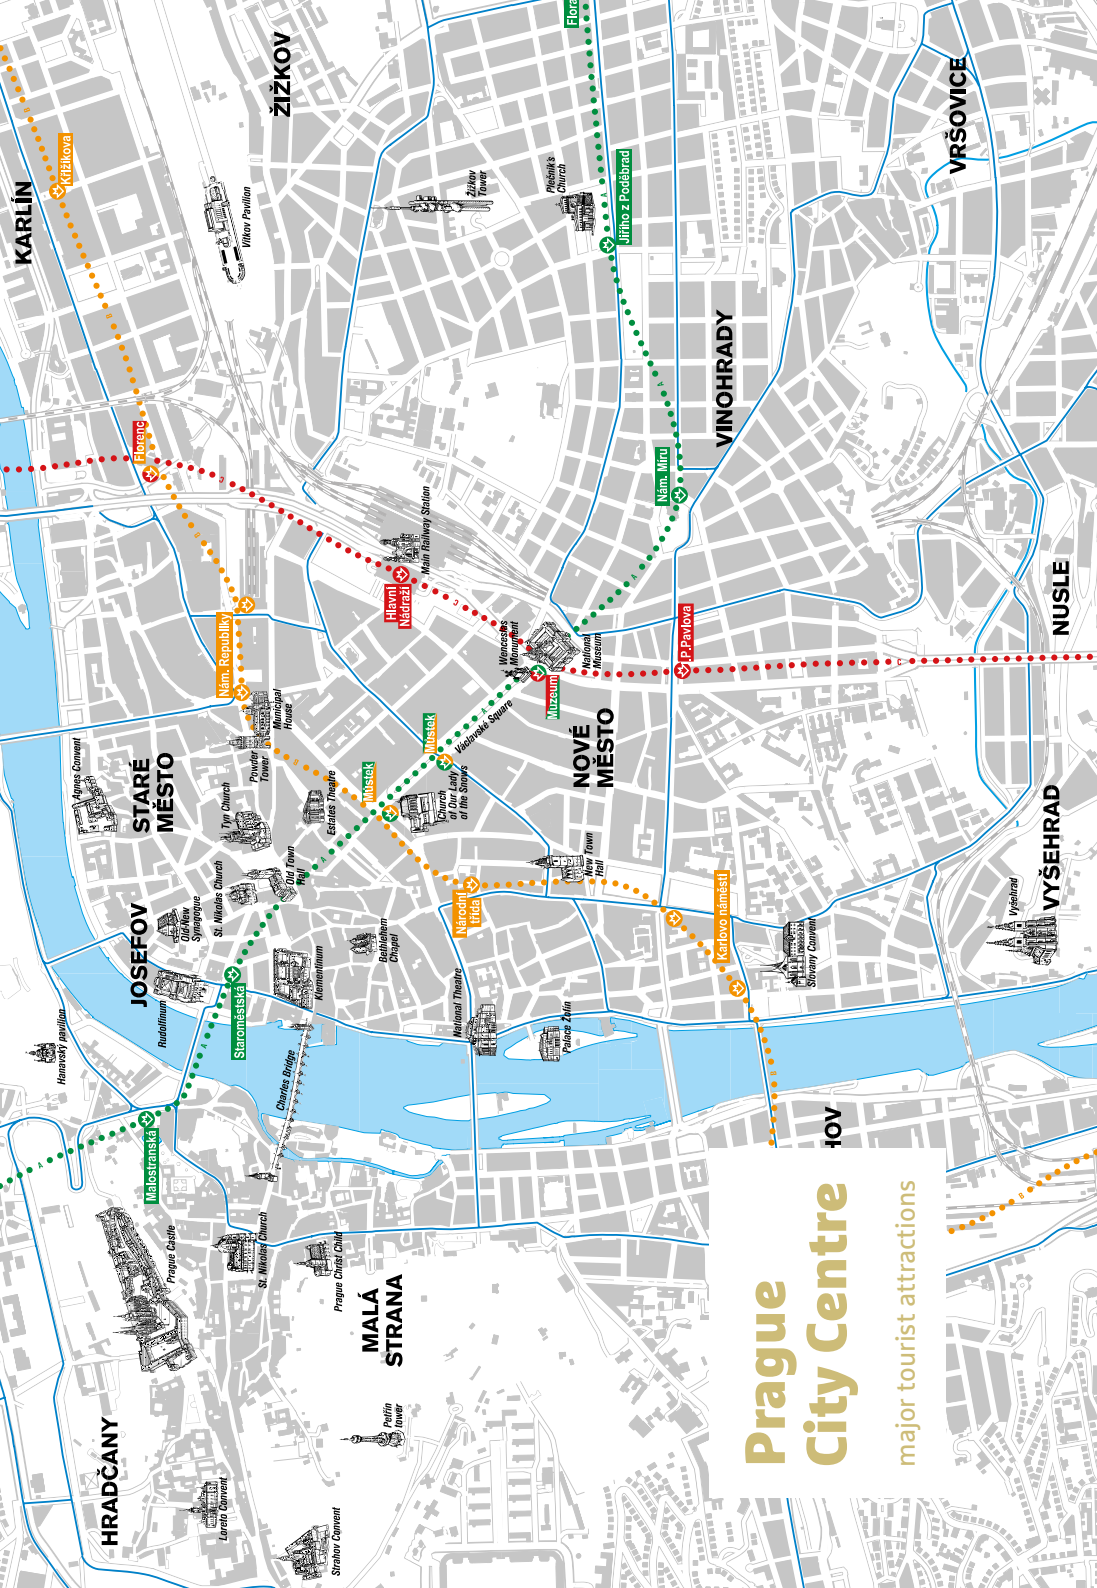 Prague
City Centre
major tourist attractions
HRADČANY
Loreto Convent
Strahov Convent
Prague Castle
St. Nikolas Church
Prague Christ Child
MALÁ
STRANA
Petřín
tower
Malostranská
Hanavský pavilion
Charles Bridge
Rudolfinum
JOSEFOV
Staroměstská
Klementinum
Old-New
Synagogue
St. Nikolas Church
Old Town
Hall
Bethlehem
Chapel
Tyn Church
Agnes Convent
STARÉ
MĚSTO
Powder
Tower
Municipal
House
Estates Theatre
Nám. Republiky
Můstek
Můstek
Church
of Our Lady
of the Snows
Václavské Square
Národní
třída
National Theatre
Palace Žofín
New Town
Hall
NOVÉ
MĚSTO
Karlovo náměstí
Slovany Convent
Vyšehrad
VYŠEHRAD
HOV
Muzeum
Wenceslas
Monument
National
Museum
I.P.Pavlova
NUSLE
Hlavní
Nádraží
Main Railway Station
Florenc
Křižíkova
KARLÍN
Vítkov Pavilion
ŽIŽKOV
Žižkov
Tower
Plečnik's
Church
Jiřího z Poděbrad
Flora
Nám. Míru
VINOHRADY
VRŠOVICE